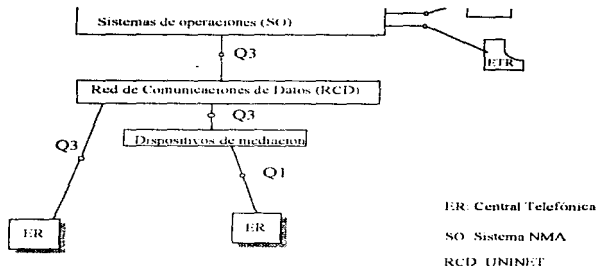 Sistemas de operaciones (SO)
Q3
ETR
Red de Comunicaciones de Datos (RCD)
Q3
Q3
Dispositivos de mediacion
Q1
ER
ER
ER: Central Telefónica
SO: Sistema NMA
RCD: UNINET